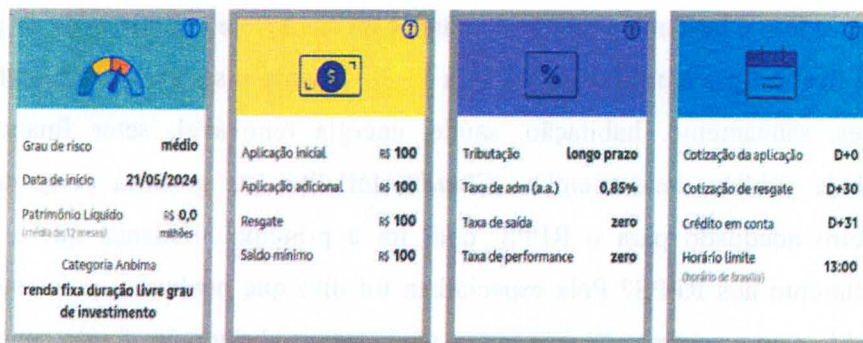 Grau de risco médio
Data de início 21/05/2024
Patrimônio Líquido R$ 0,0
(média de 12 meses) milhões
Categoria Anbima
renda fixa duração livre grau
de investimento
$
Aplicação inicial R$ 100
Aplicação adicional R$ 100
Resgate R$ 100
Saldo mínimo R$ 100
%
Tributação longo prazo
Taxa de adm (a.a.) 0,85%
Taxa de saída zero
Taxa de performance zero
Cotização da aplicação D+0
Cotização de resgate D+30
Crédito em conta D+31
Horário limite 13:00
(horário de brasília)